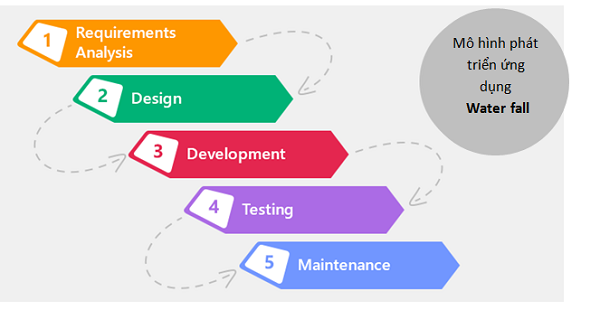 1
Requirements
Analysis
2
Design
3
Development
4
Testing
5
Maintenance
Mô hình phát
triển ứng
dụng
Water fall